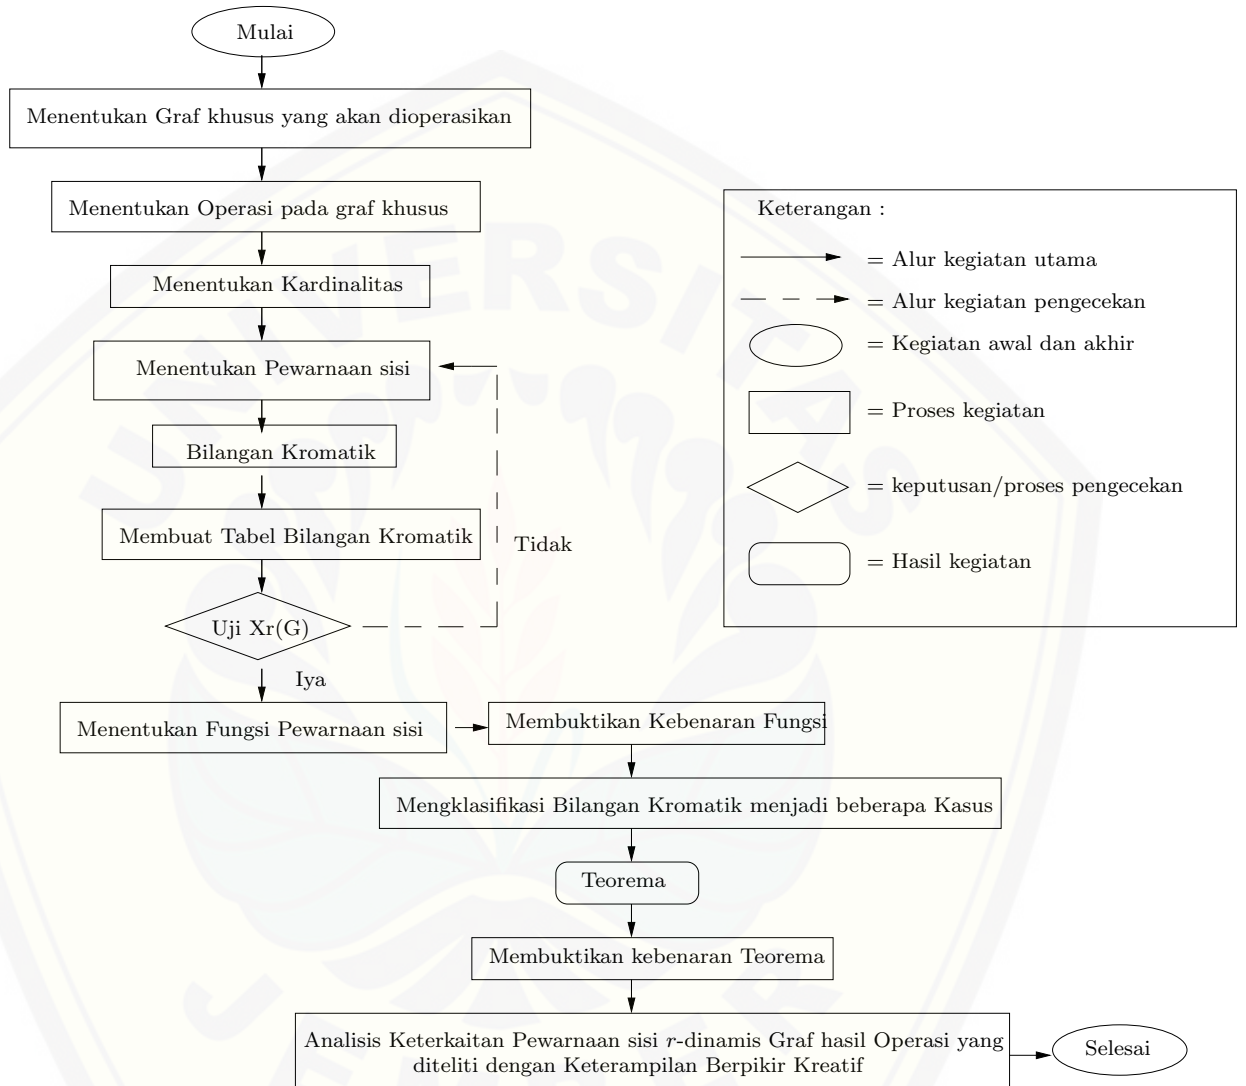 Mulai
Menentukan Graf khusus yang akan dioperasikan
Menentukan Operasi pada graf khusus
Menentukan Kardinalitas
Menentukan Pewarnaan sisi
Bilangan Kromatik
Membuat Tabel Bilangan Kromatik
Tidak
Uji Xr(G)
Iya
Menentukan Fungsi Pewarnaan sisi
Membuktikan Kebenaran Fungsi
Mengklasifikasi Bilangan Kromatik menjadi beberapa Kasus
Teorema
Membuktikan kebenaran Teorema
Analisis Keterkaitan Pewarnaan sisi r-dinamis Graf hasil Operasi yang
diteliti dengan Keterampilan Berpikir Kreatif
Selesai
Keterangan :
= Alur kegiatan utama
= Alur kegiatan pengecekan
= Kegiatan awal dan akhir
= Proses kegiatan
= keputusan/proses pengecekan
= Hasil kegiatan
UNIVERSITAS
JEMBER